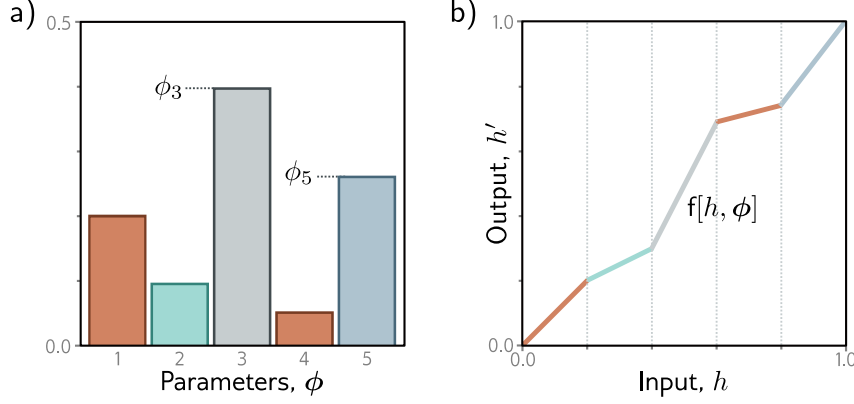 a)
0.5
ϕ₃
ϕ₅
0.0
1 2 3 4 5
Parameters, ϕ
b)
1.0
Output, h′
f[h, ϕ]
0.0
0.0 1.0
Input, h